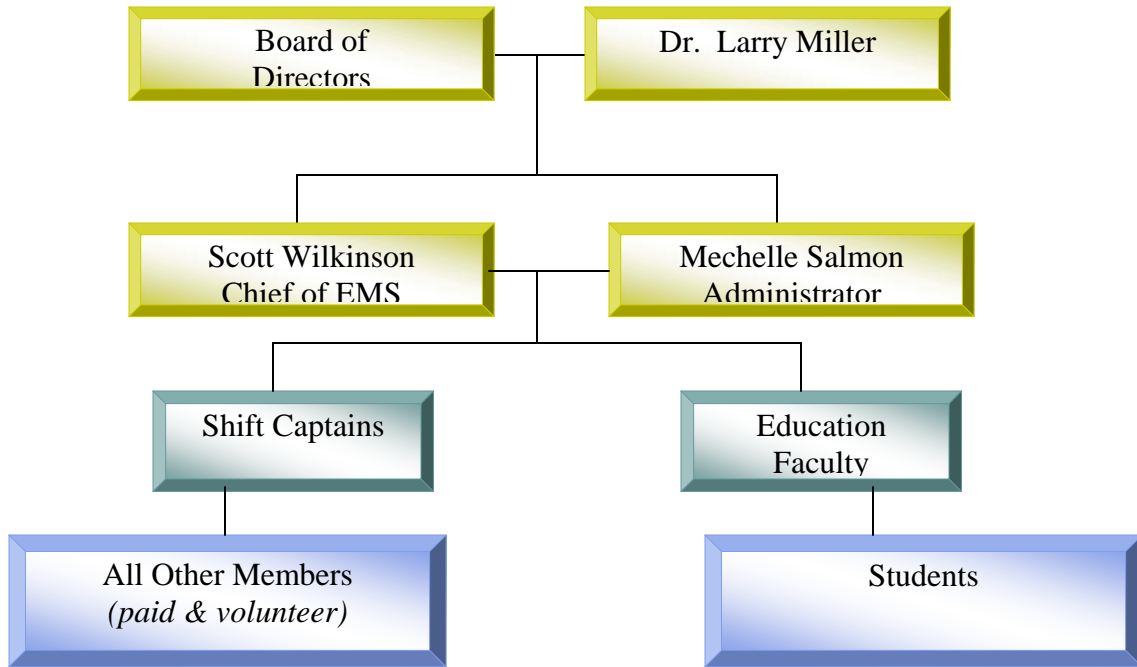 Board of
Directors
Dr.  Larry Miller
Scott Wilkinson
Chief of EMS
Mechelle Salmon
Administrator
Shift Captains
Education
Faculty
All Other Members
(paid & volunteer)
Students